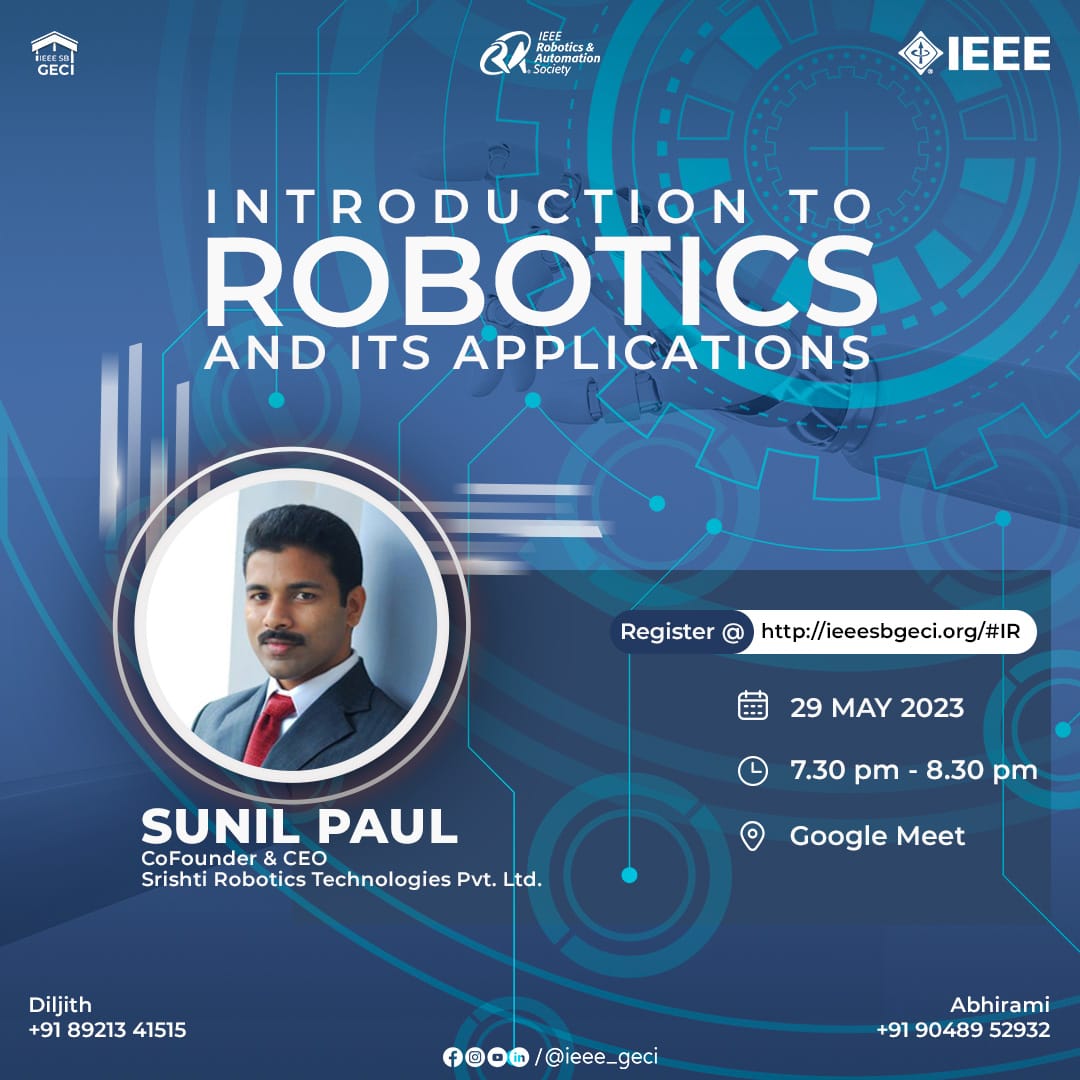 IEEE SB
GECI
IEEE
Robotics &
Automation
Society
IEEE
INTRODUCTION TO
ROBOTICS
AND ITS APPLICATIONS
Register @ http://ieeesbgeci.org/#IR
29 MAY 2023
7.30 pm - 8.30 pm
Google Meet
SUNIL PAUL
CoFounder & CEO
Srishti Robotics Technologies Pvt. Ltd.
Diljith
+91 89213 41515
Abhirami
+91 90489 52932
/@ieee_geci